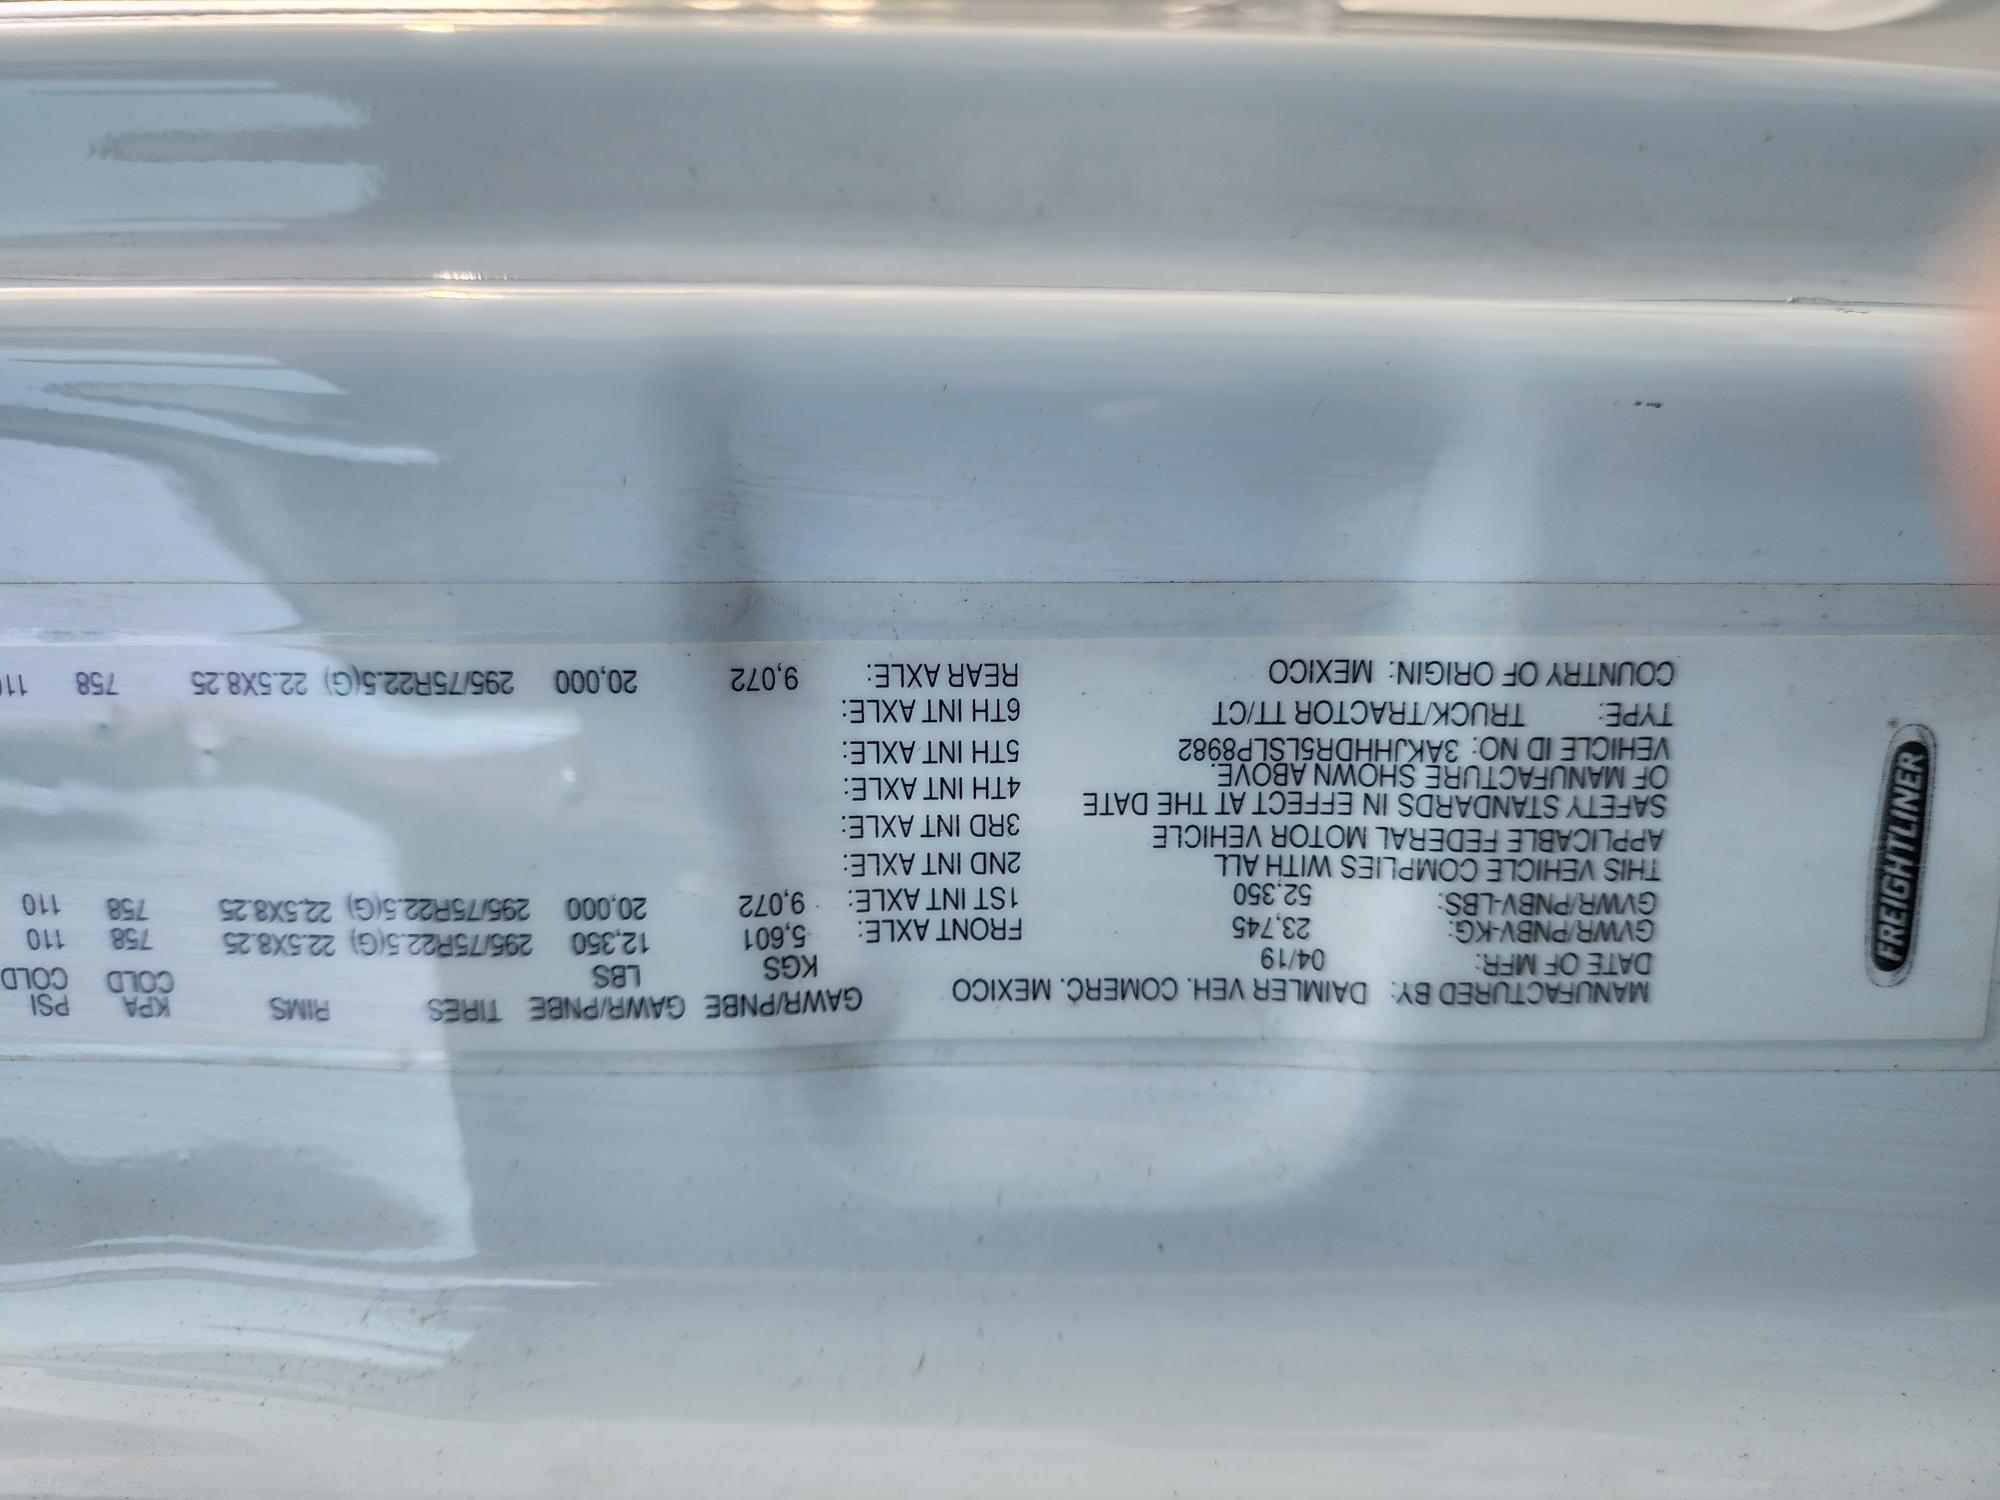 FREIGHTLINER
MANUFACTURED BY: DAIMLER VEH. COMERC. MEXICO
DATE OF MFR: 04/19
GVWR/PNBV-KG: 23,745
GVWR/PNBV-LBS: 52,350
THIS VEHICLE COMPLIES WITH ALL
APPLICABLE FEDERAL MOTOR VEHICLE
SAFETY STANDARDS IN EFFECT AT THE DATE
OF MANUFACTURE SHOWN ABOVE.
VEHICLE ID NO: 3AKJHHDR5LSLP8982
TYPE: TRUCK/TRACTOR TT/CT
COUNTRY OF ORIGIN: MEXICO
GAWR/PNBE GAWR/PNBE TIRES RIMS KPA PSI
KGS LBS COLD COLD
FRONT AXLE: 5,601 12,350 295/75R22.5(G) 22.5X8.25 758 110
1ST INT AXLE: 9,072 20,000 295/75R22.5(G) 22.5X8.25 758 110
2ND INT AXLE:
3RD INT AXLE:
4TH INT AXLE:
5TH INT AXLE:
6TH INT AXLE:
REAR AXLE: 9,072 20,000 295/75R22.5(G) 22.5X8.25 758